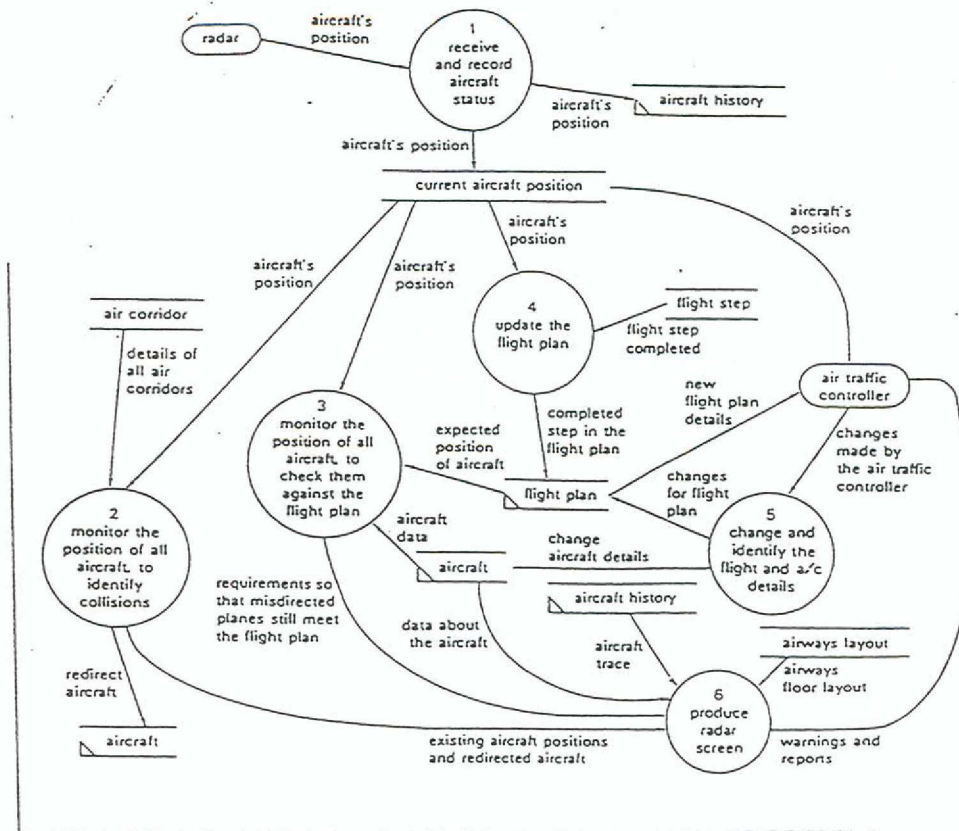 radar
aircraft's
position
1
receive
and record
aircraft
status
aircraft's
position
aircraft history
aircraft's position
current aircraft position
aircraft's
position
aircraft's
position
aircraft's
position
aircraft's
position
air corridor
details of
all air
corridors
4
update the
flight plan
flight step
flight step
completed
air traffic
controller
new
flight plan
details
3
monitor the
position of all
aircraft, to
check them
against the
flight plan
expected
position
of aircraft
completed
step in the
flight plan
flight plan
changes
for flight
plan
changes
made by
the air traffic
controller
2
monitor the
position of all
aircraft, to
identify
collisions
aircraft
data
change
aircraft details
5
change and
identify the
flight and a/c
details
aircraft
aircraft history
requirements so
that misdirected
planes still meet
the flight plan
data about
the aircraft
aircraft
trace
airways layout
airways
floor layout
redirect
aircraft
aircraft
6
produce
radar
screen
existing aircraft positions
and redirected aircraft
warnings and
reports